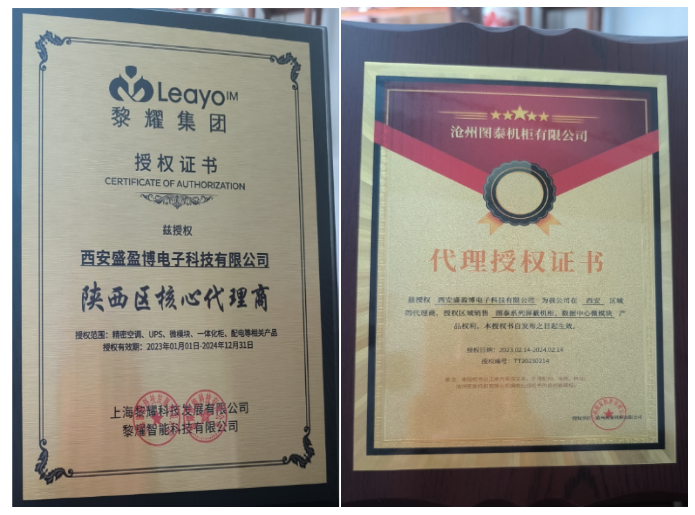 Leayo™
黎耀集团
授权证书
CERTIFICATE OF AUTHORIZATION
兹授权
西安盛盈博电子科技有限公司
陕西区核心代理商
授权范围：精密空调、UPS、微模块、一体化柜、配电等相关产品
授权有效期：2023年01月01日-2024年12月31日
上海黎耀科技发展有限公司
黎耀智能科技有限公司
沧州图泰机柜有限公司
代理授权证书
兹授权 西安盛盈博电子科技有限公司 为我公司在 西安 区域
的代理商，授权区域销售 图泰系列屏蔽机柜、数据中心微模块 产
品权利。本授权书自发布之日起生效。
授权日期：2023.02.14-2024.02.14
授权编号：TT20230214